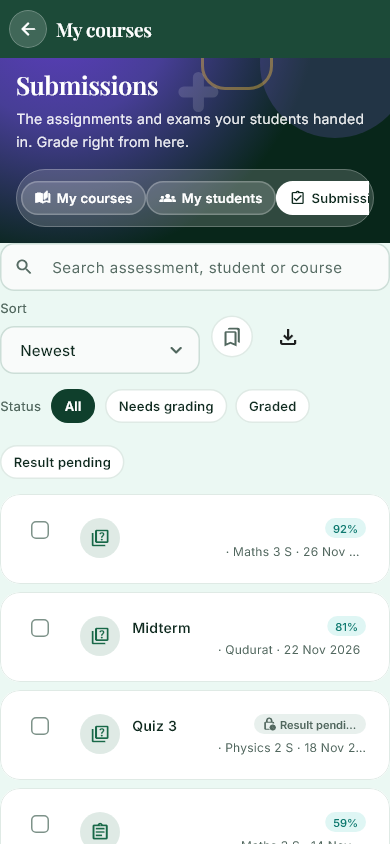 My courses
Submissions
The assignments and exams your students handed
in. Grade right from here.
My courses My students Submissi
Search assessment, student or course
Sort
Newest
Status All Needs grading Graded
Result pending
92%
· Maths 3 S · 26 Nov ...
Midterm 81%
· Qudurat · 22 Nov 2026
Quiz 3 Result pendi...
· Physics 2 S · 18 Nov 2...
59%